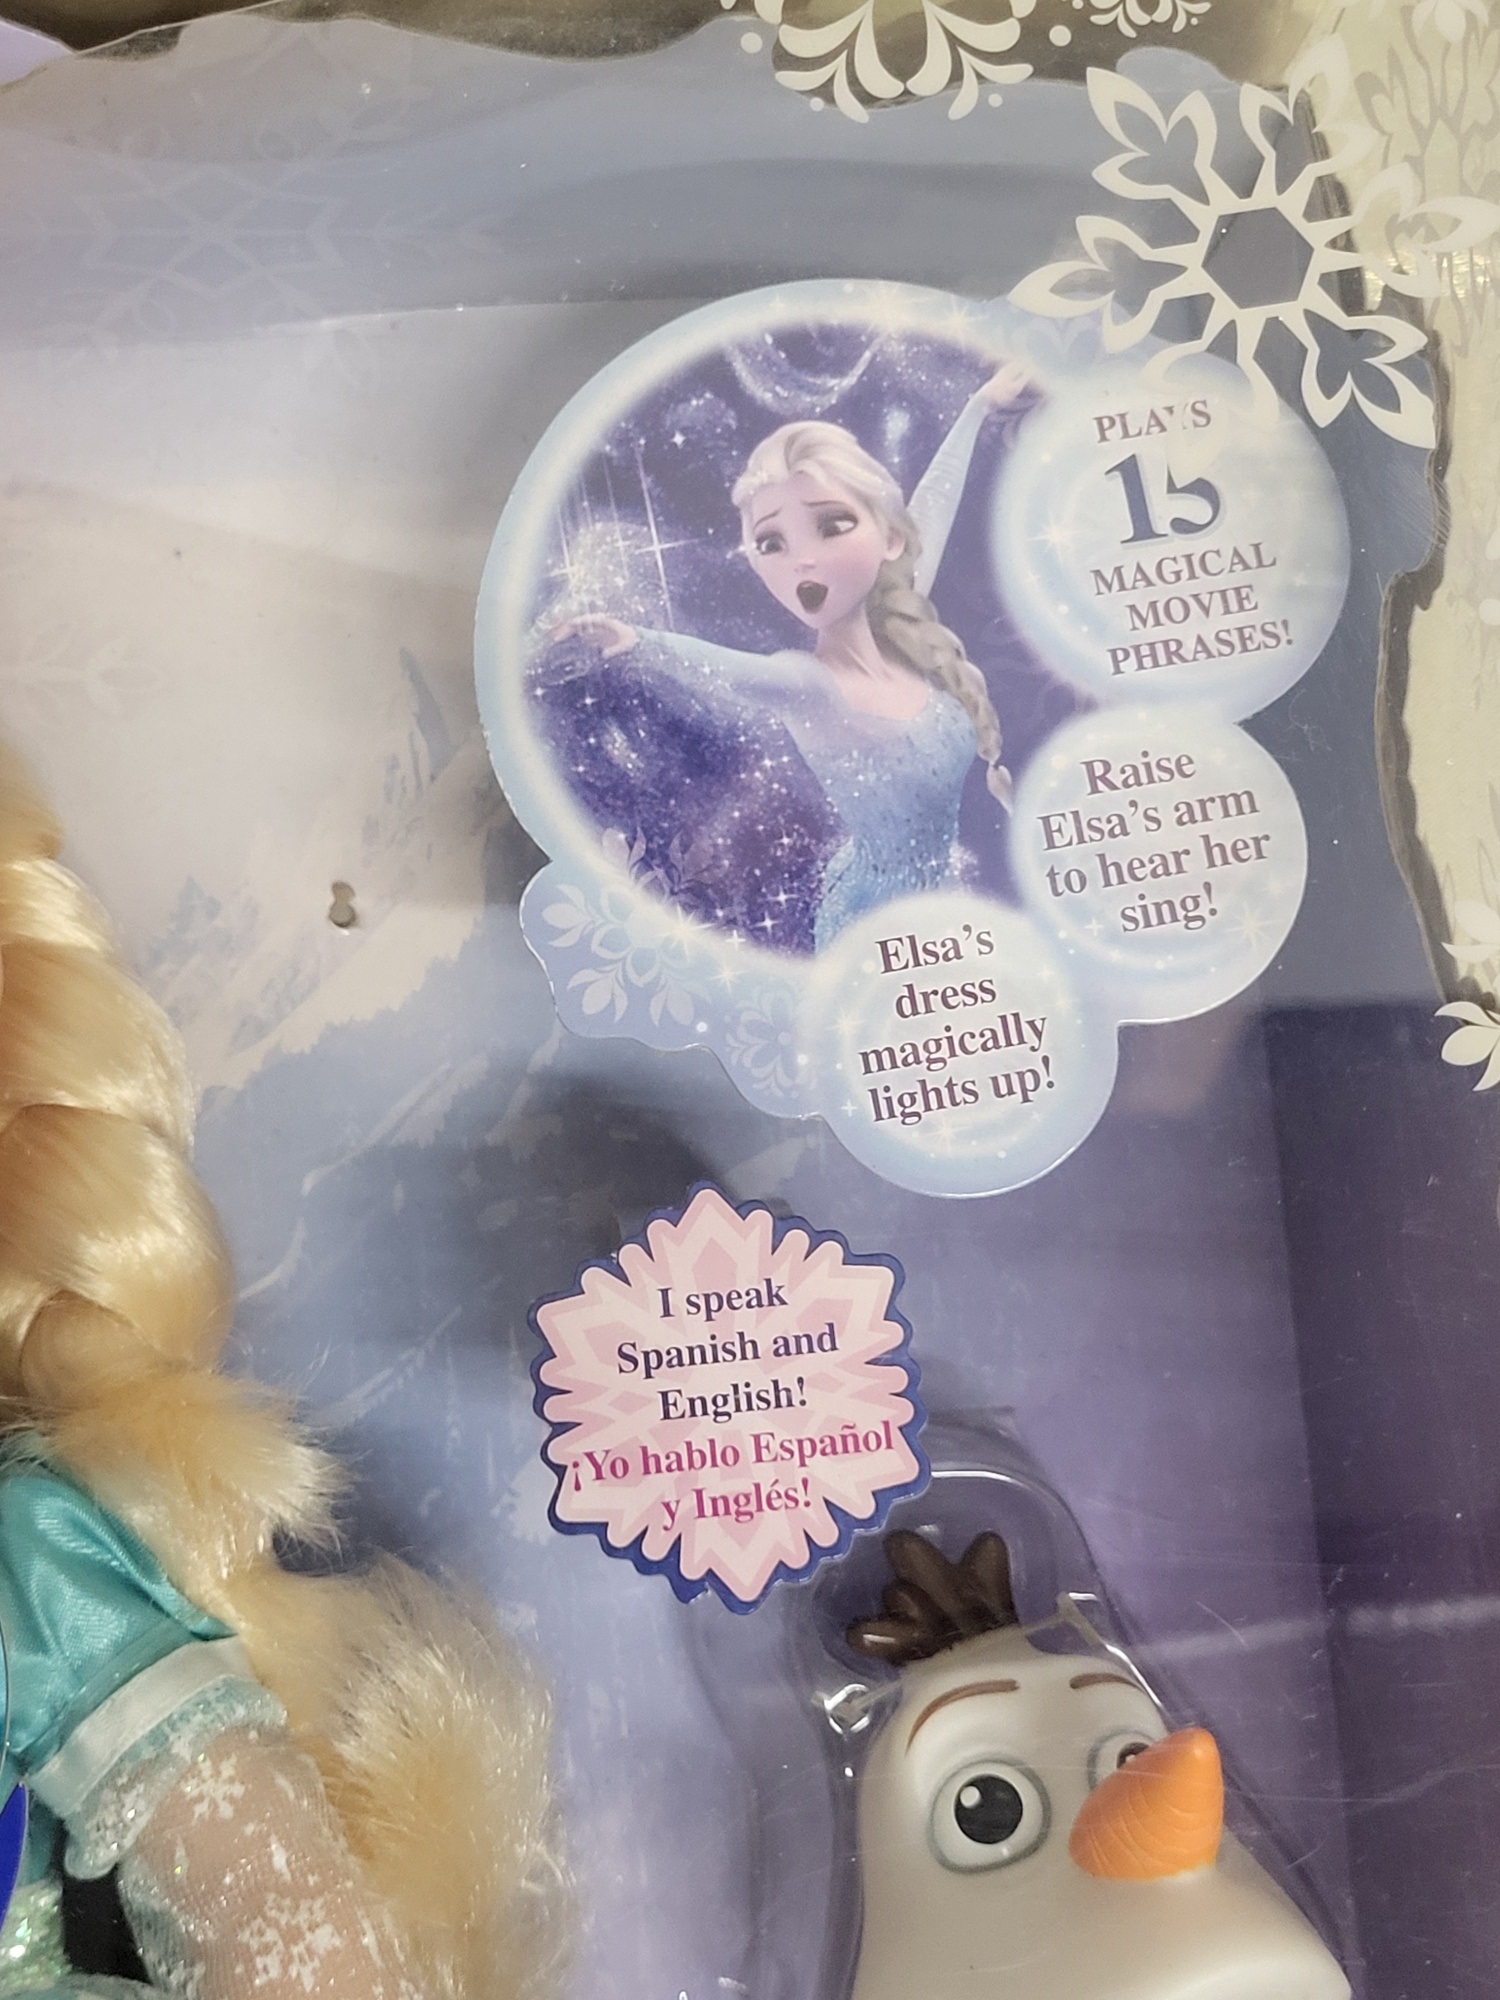 PLAYS
15
MAGICAL
MOVIE
PHRASES!
Raise
Elsa's arm
to hear her
sing!
Elsa's
dress
magically
lights up!
I speak
Spanish and
English!
¡Yo hablo Español
y Inglés!